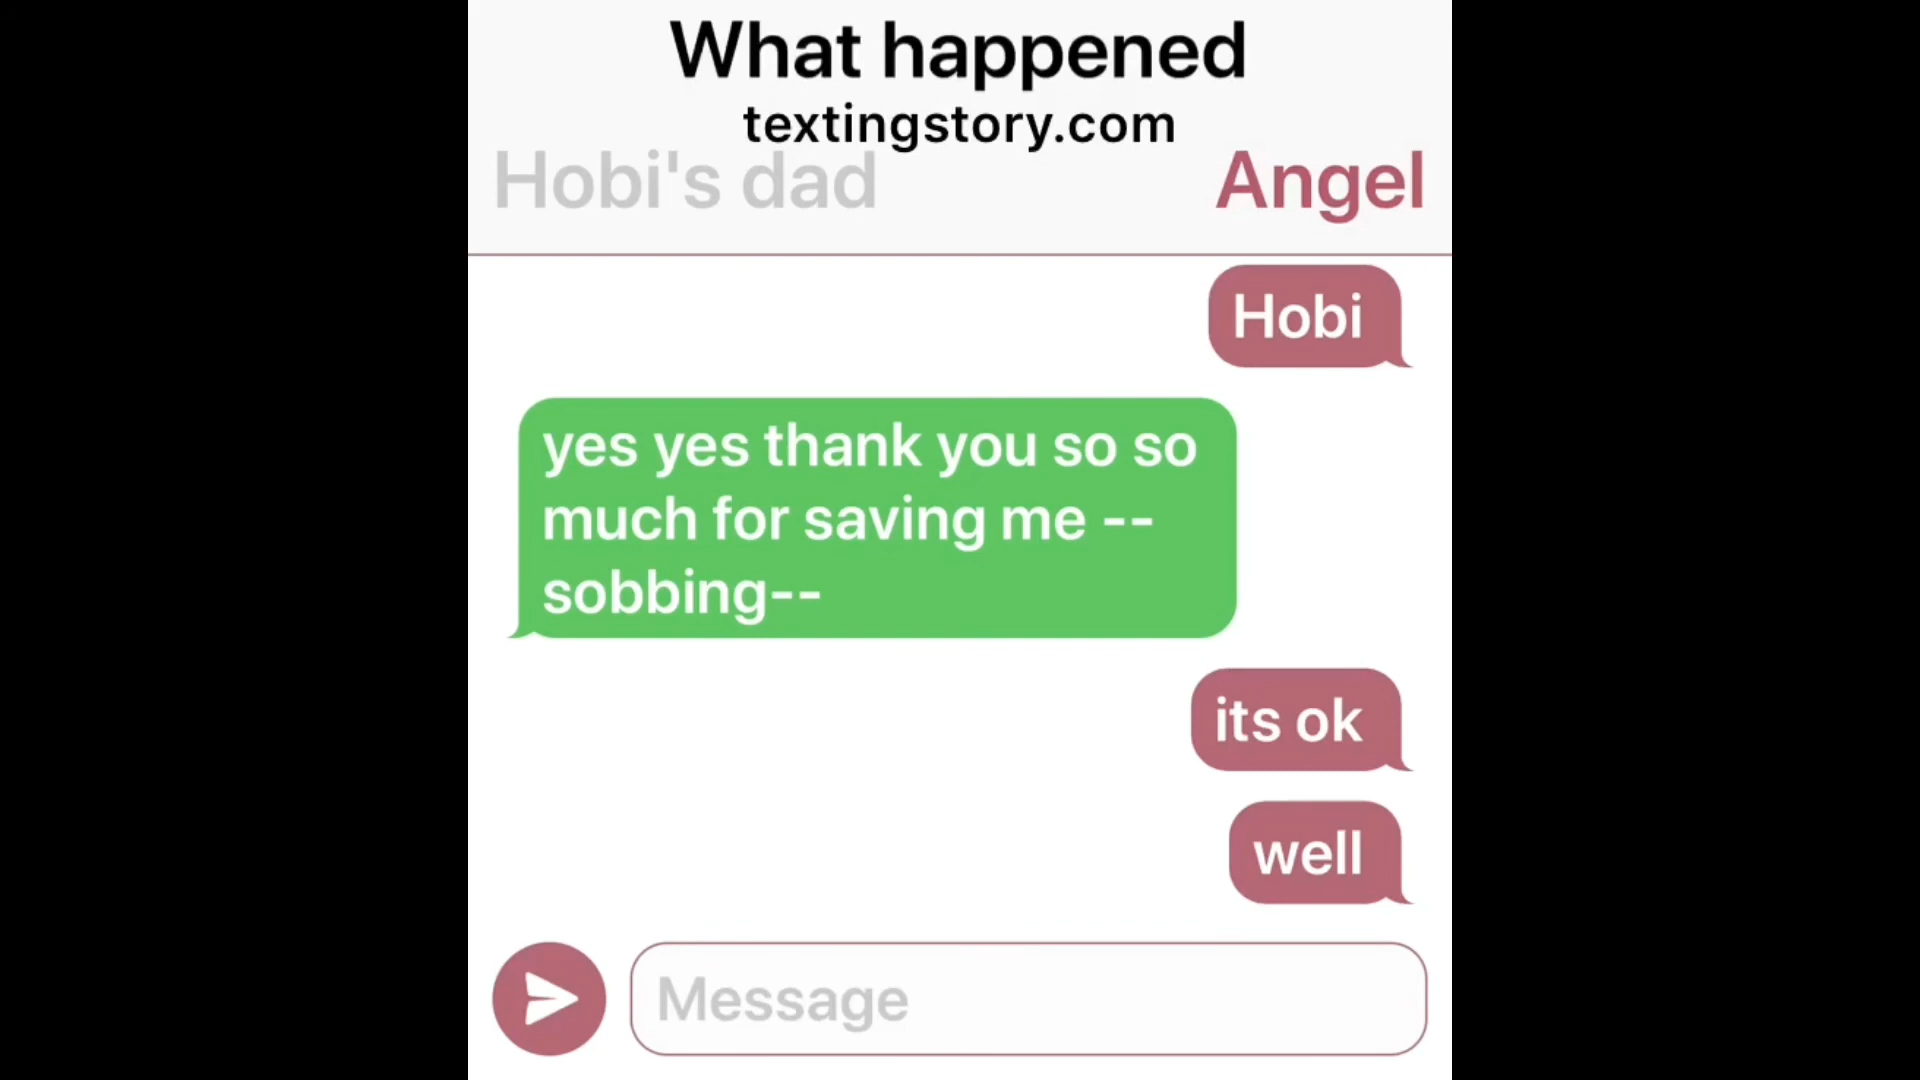 What happened
textingstory.com
Hobi's dad
Angel
Hobi
yes yes thank you so so
much for saving me --
sobbing--
its ok
well
Message